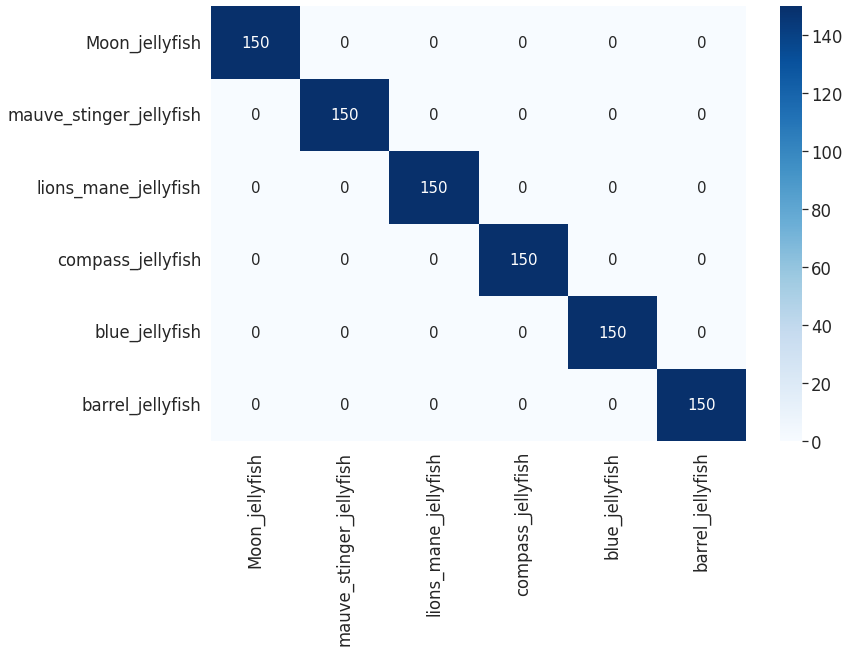 Moon_jellyfish 150 0 0 0 0 0
mauve_stinger_jellyfish 0 150 0 0 0 0
lions_mane_jellyfish 0 0 150 0 0 0
compass_jellyfish 0 0 0 150 0 0
blue_jellyfish 0 0 0 0 150 0
barrel_jellyfish 0 0 0 0 0 150
Moon_jellyfish
mauve_stinger_jellyfish
lions_mane_jellyfish
compass_jellyfish
blue_jellyfish
barrel_jellyfish
140
120
100
80
60
40
20
0